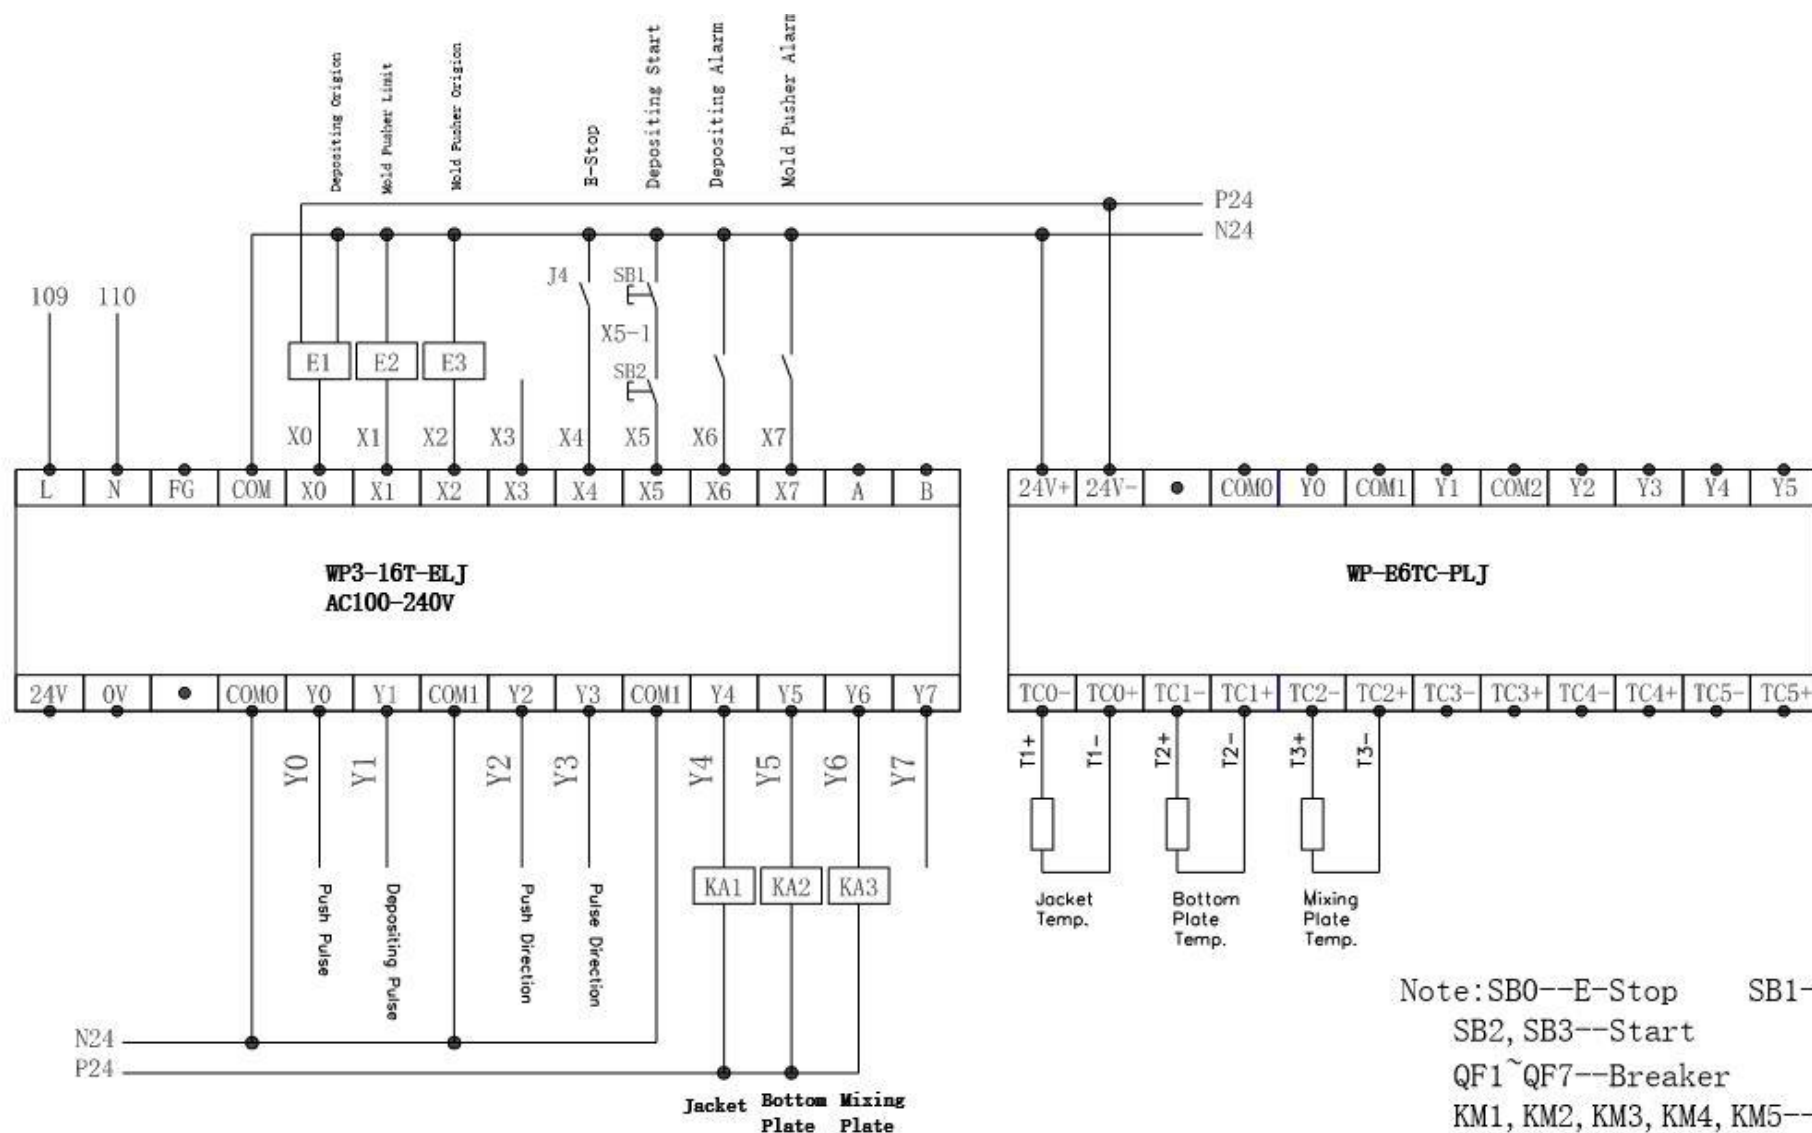 Depositing Origion
Mold Pusher Limit
Mold Pusher Origion
E-Stop
Depositing Start
Depositing Alarm
Mold Pusher Alarm
P24
N24
109 110
J4 SB1
X5-1
E1 E2 E3
SB2
X0 X1 X2 X3 X4 X5 X6 X7
L N FG COM X0 X1 X2 X3 X4 X5 X6 X7 A B
24V+ 24V- COM0 Y0 COM1 Y1 COM2 Y2 Y3 Y4 Y5
WP3-16T-ELJ
AC100-240V
WP-E6TC-PLJ
24V 0V COM0 Y0 Y1 COM1 Y2 Y3 COM1 Y4 Y5 Y6 Y7
TC0- TC0+ TC1- TC1+ TC2- TC2+ TC3- TC3+ TC4- TC4+ TC5- TC5+
Y0 Y1 Y2 Y3 Y4 Y5 Y6 Y7
T1+ T1- T2+ T2- T3+ T3-
KA1 KA2 KA3
Push Pulse
Depositing Pulse
Push Direction
Pulse Direction
Jacket
Temp.
Bottom
Plate
Temp.
Mixing
Plate
Temp.
N24
P24
Jacket
Bottom
Plate
Mixing
Plate
Note:SB0--E-Stop SB1-
SB2,SB3--Start
QF1~QF7--Breaker
KM1,KM2,KM3,KM4,KM5--